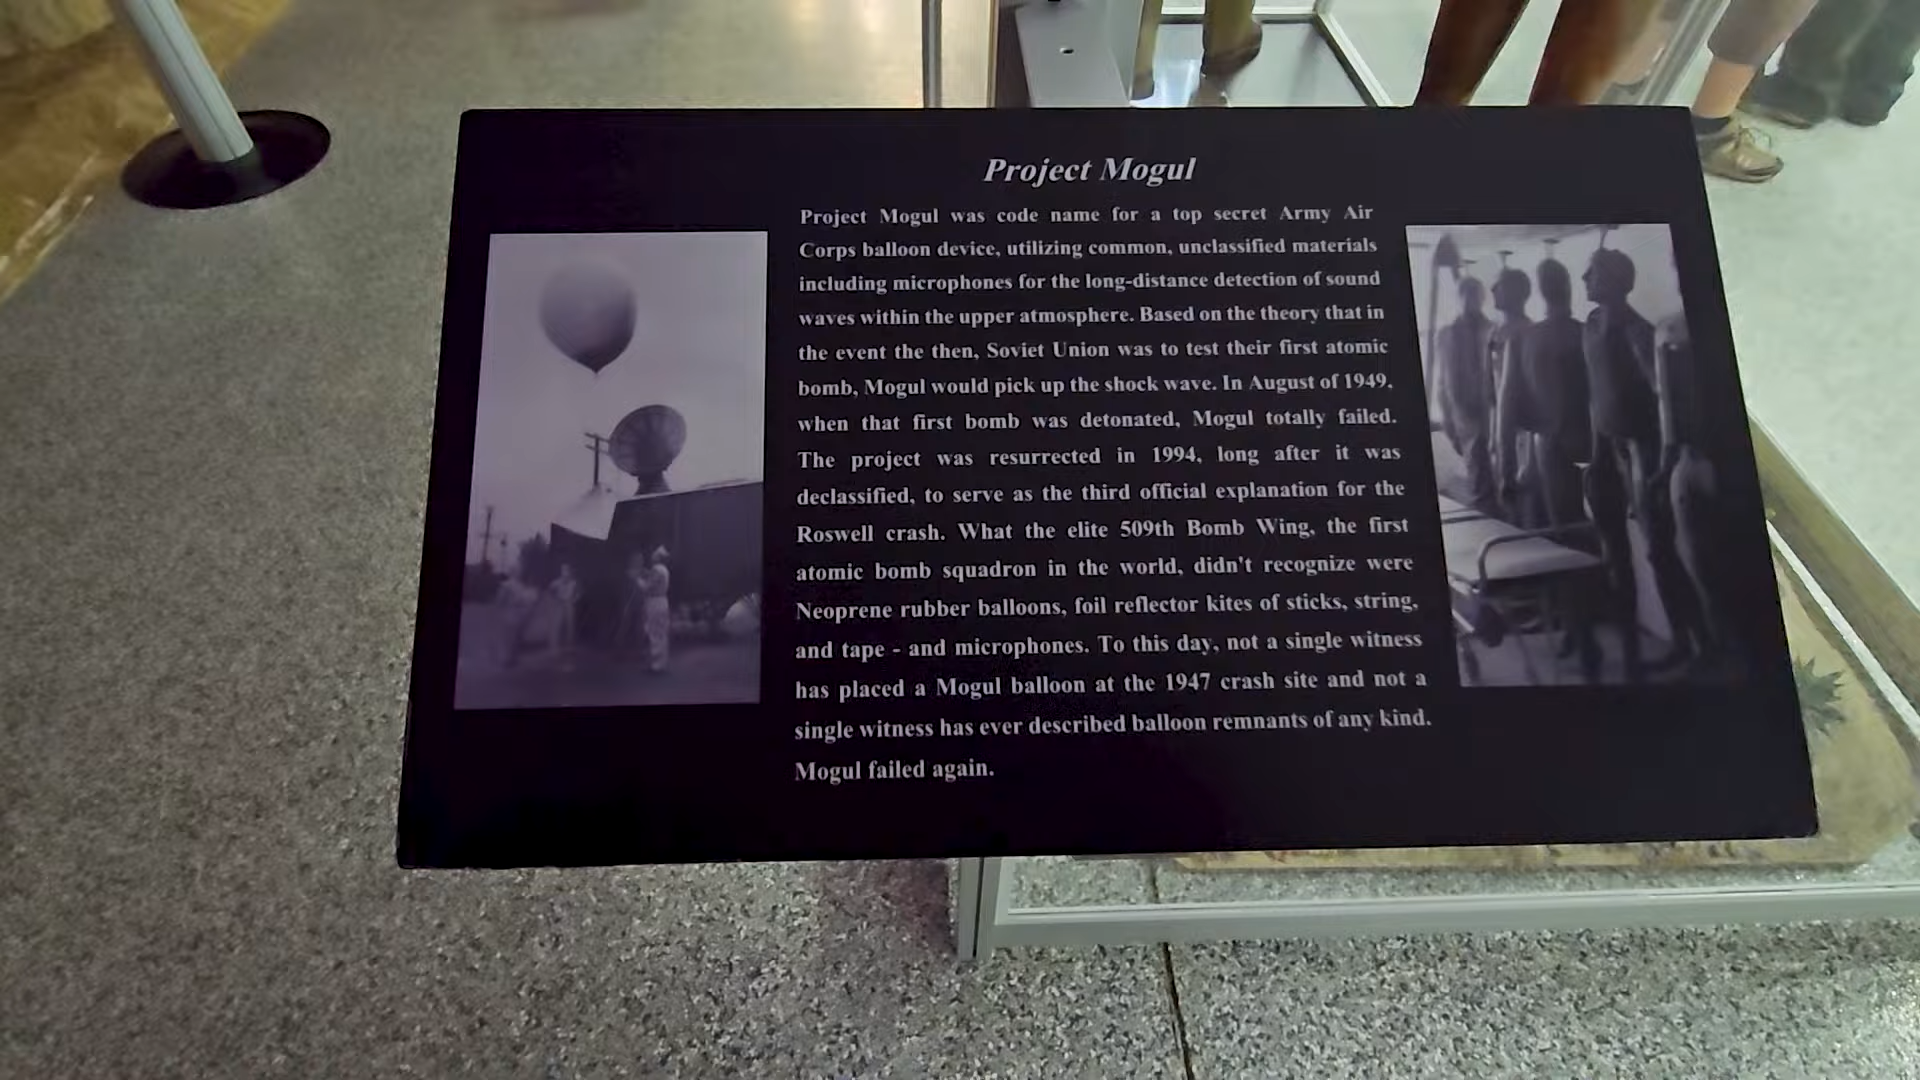 Project Mogul
Project Mogul was code name for a top secret Army Air
Corps balloon device, utilizing common, unclassified materials
including microphones for the long-distance detection of sound
waves within the upper atmosphere. Based on the theory that in
the event the then, Soviet Union was to test their first atomic
bomb, Mogul would pick up the shock wave. In August of 1949,
when that first bomb was detonated, Mogul totally failed.
The project was resurrected in 1994, long after it was
declassified, to serve as the third official explanation for the
Roswell crash. What the elite 509th Bomb Wing, the first
atomic bomb squadron in the world, didn't recognize were
Neoprene rubber balloons, foil reflector kites of sticks, string,
and tape - and microphones. To this day, not a single witness
has placed a Mogul balloon at the 1947 crash site and not a
single witness has ever described balloon remnants of any kind.
Mogul failed again.